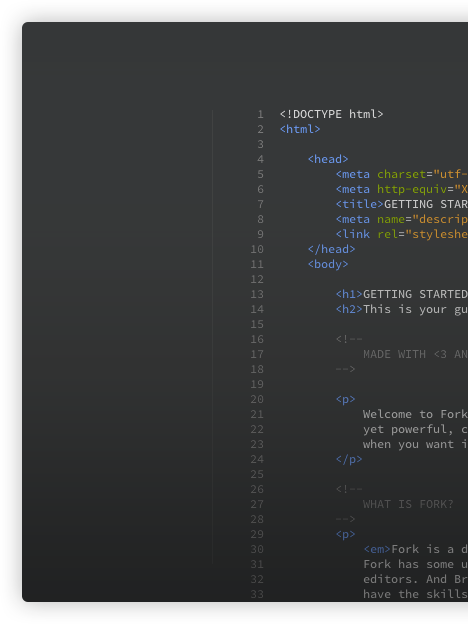 1 <!DOCTYPE html>
2 <html>
3
4 <head>
5 <meta charset="utf-
6 <meta http-equiv="X
7 <title>GETTING STAR
8 <meta name="descrip
9 <link rel="styleshe
10 </head>
11 <body>
12
13 <h1>GETTING STARTED
14 <h2>This is your gu
15
16 <!--
17 MADE WITH <3 AN
18 -->
19
20 <p>
21 Welcome to Fork
22 yet powerful, c
23 when you want i
24 </p>
25
26 <!--
27 WHAT IS FORK?
28 -->
29 <p>
30 <em>Fork is a d
31 Fork has some u
32 editors. And Br
33 have the skills